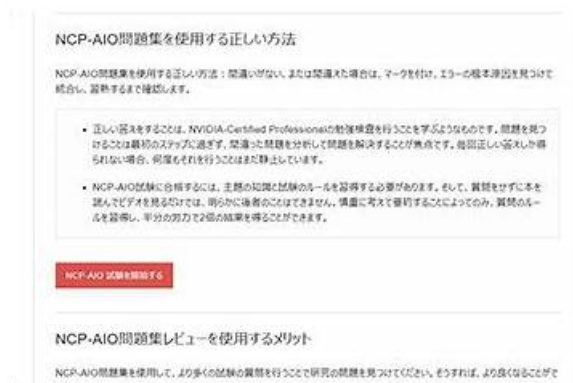 NCP-AIO問題集を使用する正しい方法
NCP-AIO問題集を使用する正しい方法：間違いがない、または間違えた場合は、マークを付け、エラーの根本原因を見つけて
統合し、習熟するまで確認します。
正しい答えをすることは、NVIDIA-Certified Professionalの勉強検査を行うことを学ぶようなものです。問題を見つ
けることは最初のステップに過ぎず、間違った問題を分析して問題を解決することが焦点です。毎回正しい答えしか得
られない場合、何度もそれを行うことはまだ静止しています。
NCP-AIO試験に合格するには、主題の知識と試験のルールを習得する必要があります。そして、質問をせずに本を
読んでビデオを見るだけでは、明らかに後者のことはできません。慎重に考えて要約することによってのみ、質問のルー
ルを習得し、半分の労力で2倍の結果を得ることができます。
NCP-AIO 試験を開始する
NCP-AIO問題集レビューを使用するメリット
NCP-AIO問題集を使用して、より多くの試験の質問を行うことで研究の問題を見つけてください。そうすれば、より良くなることがで